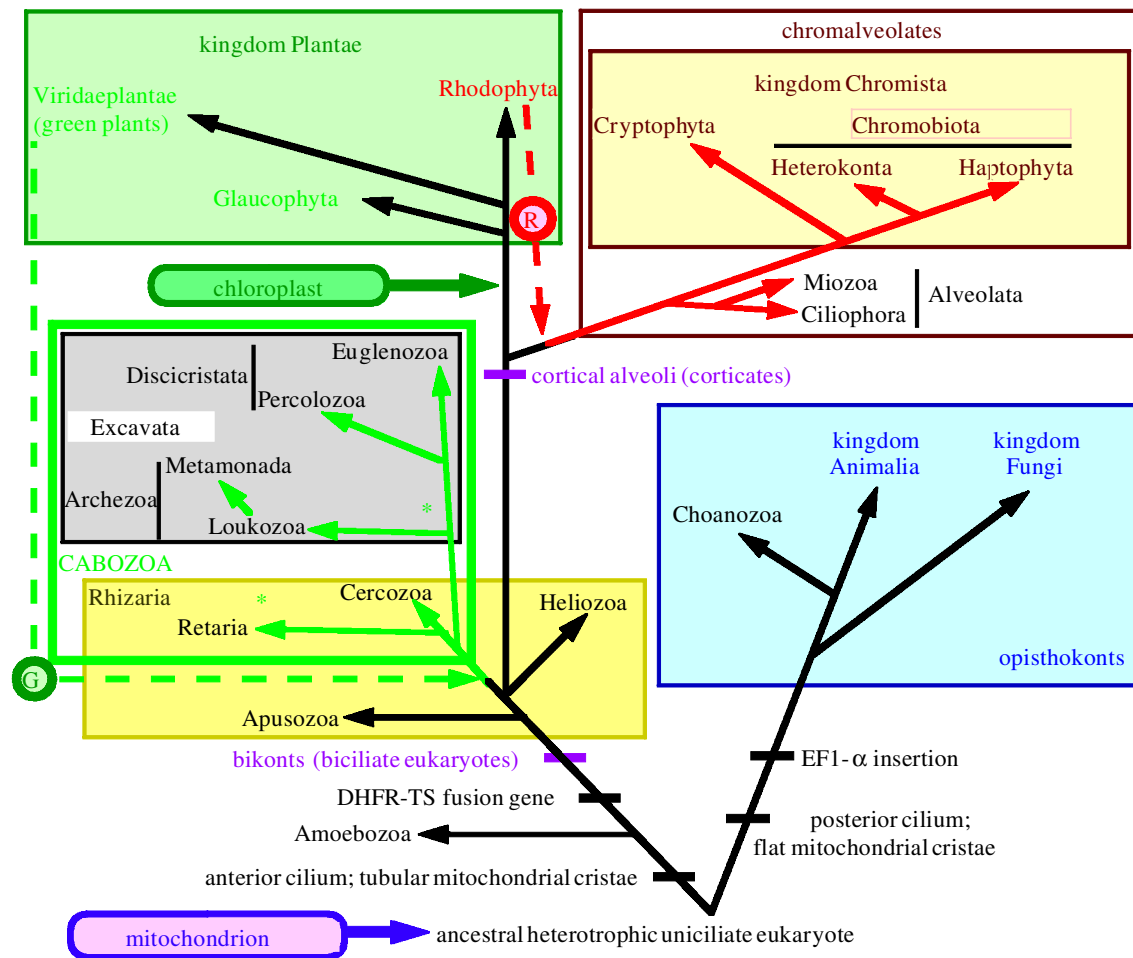 kingdom Plantae
Viridaeplantae
(green plants)
Rhodophyta
Glaucophyta
R
chloroplast
chromalveolates
kingdom Chromista
Cryptophyta
Chromobiota
Heterokonta
Haptophyta
Miozoa
Ciliophora
Alveolata
cortical alveoli (corticates)
Euglenozoa
Discicristata
Percolozoa
Excavata
Metamonada
Archezoa
Loukozoa
*
CABOZOA
Rhizaria
*
Cercozoa
Retaria
Heliozoa
G
Apusozoa
kingdom
Animalia
kingdom
Fungi
Choanozoa
opisthokonts
bikonts (biciliate eukaryotes)
EF1-α insertion
DHFR-TS fusion gene
Amoebozoa
posterior cilium;
flat mitochondrial cristae
anterior cilium; tubular mitochondrial cristae
mitochondrion
ancestral heterotrophic uniciliate eukaryote